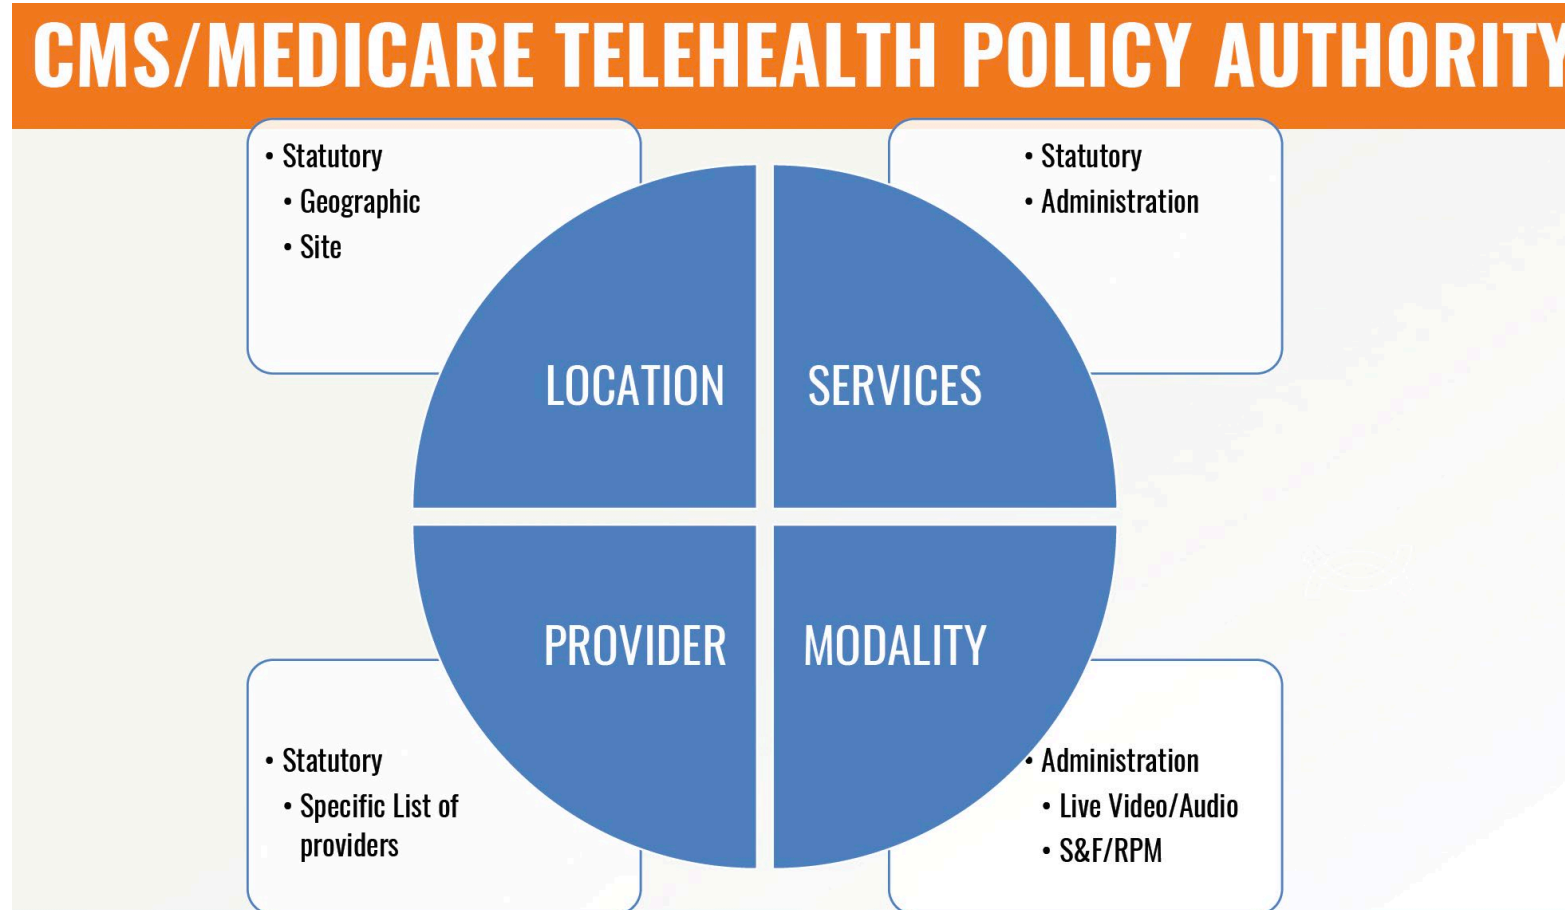 CMS/MEDICARE TELEHEALTH POLICY AUTHORITY
• Statutory
• Geographic
• Site
• Statutory
• Administration
LOCATION
SERVICES
PROVIDER
MODALITY
• Statutory
• Specific List of
providers
• Administration
• Live Video/Audio
• S&F/RPM